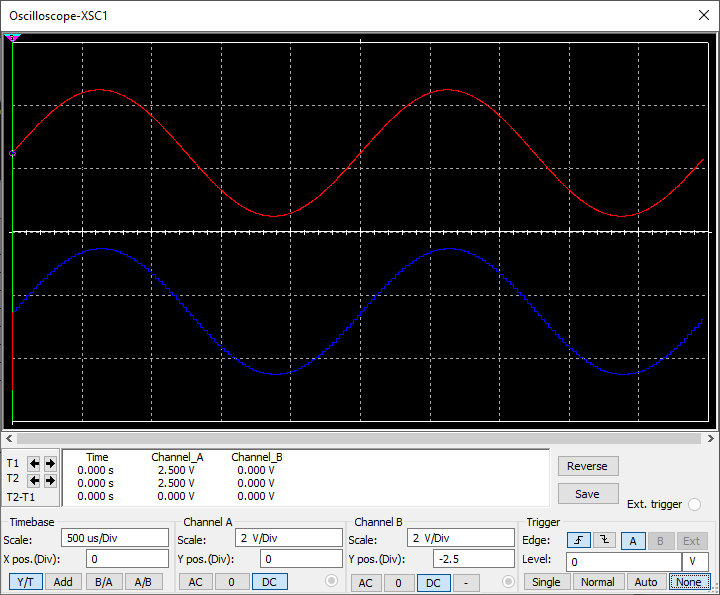 Oscilloscope-XSC1
Time Channel_A Channel_B
T1 0.000 s 2.500 V 0.000 V
T2 0.000 s 2.500 V 0.000 V
T2-T1 0.000 s 0.000 V 0.000 V
Reverse
Save
Ext. trigger
Timebase
Scale: 500 us/Div
X pos.(Div): 0
Y/T Add B/A A/B
Channel A
Scale: 2 V/Div
Y pos.(Div): 0
AC 0 DC
Channel B
Scale: 2 V/Div
Y pos.(Div): -2.5
AC 0 DC -
Trigger
Edge: A B Ext
Level: 0 V
Single Normal Auto None